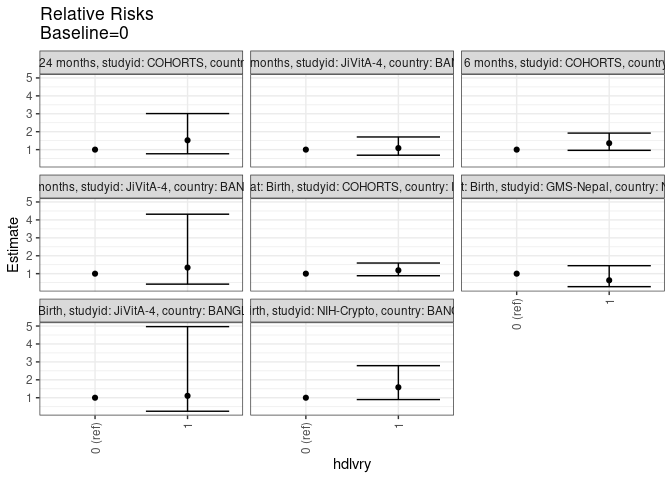 Relative Risks
Baseline=0
24 months, studyid: COHORTS, countr
months, studyid: JiVitA-4, country: BAN
6 months, studyid: COHORTS, country
5
4
3
2
1
months, studyid: JiVitA-4, country: BAN
at: Birth, studyid: COHORTS, country:
t: Birth, studyid: GMS-Nepal, country: N
5
4
3
2
1
Estimate
Birth, studyid: JiVitA-4, country: BANGL
irth, studyid: NIH-Crypto, country: BANG
0 (ref)
1
5
4
3
2
1
0 (ref)
1
0 (ref)
1
hdlvry